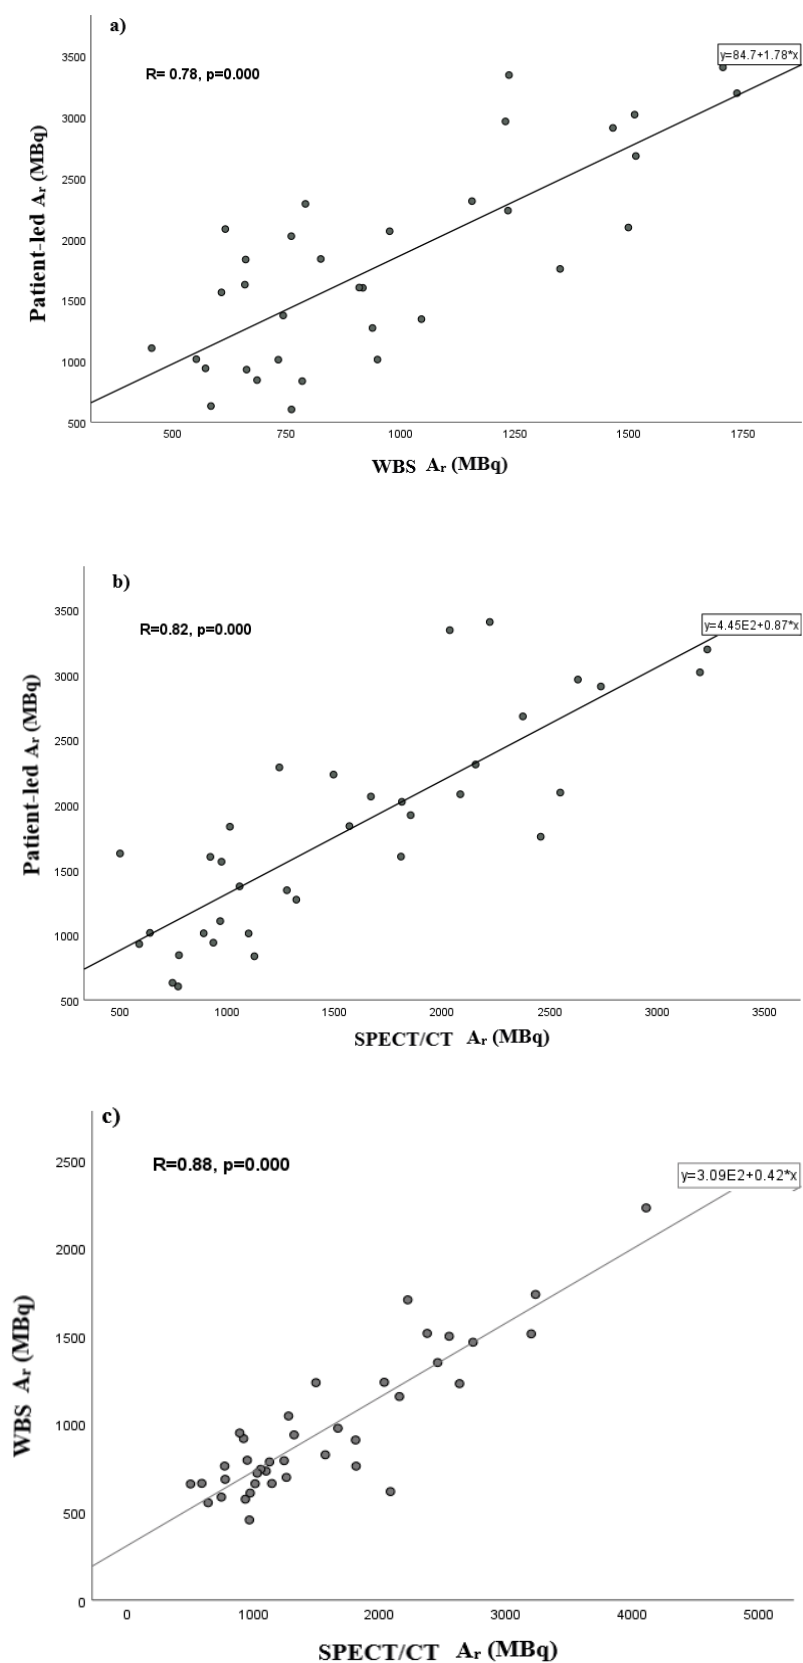 a)
R= 0.78, p=0.000
y=84.7+1.78*x
3500
3000
2500
2000
1500
1000
500
Patient-led Ar (MBq)
500 750 1000 1250 1500 1750
WBS Ar (MBq)
b)
R=0.82, p=0.000
y=4.45E2+0.87*x
3500
3000
2500
2000
1500
1000
500
Patient-led Ar (MBq)
500 1000 1500 2000 2500 3000 3500
SPECT/CT Ar (MBq)
c)
R=0.88, p=0.000
y=3.09E2+0.42*x
2500
2000
1500
1000
500
0
WBS Ar (MBq)
0 1000 2000 3000 4000 5000
SPECT/CT Ar (MBq)